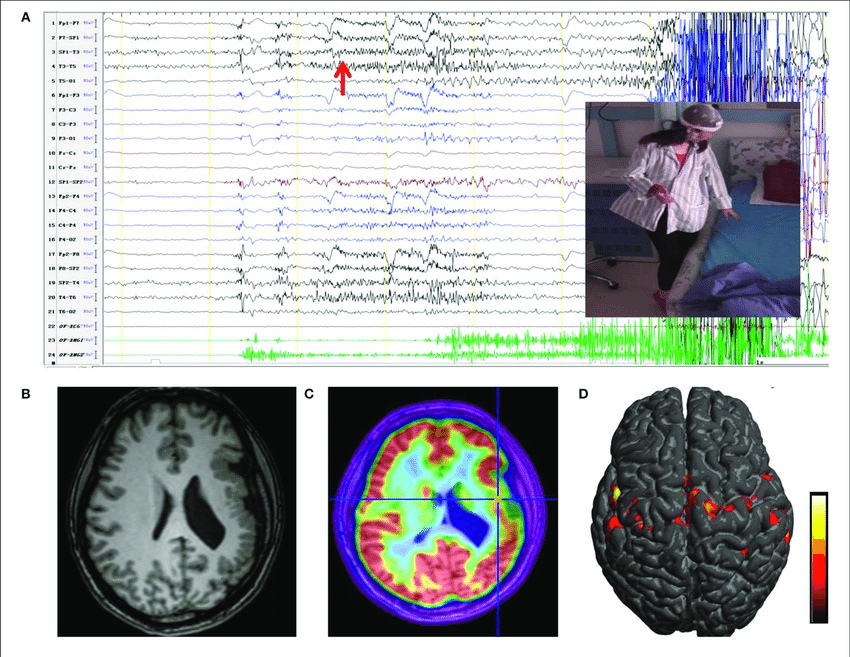 A
1 Fp1-F7
2 F7-SP1
3 SP1-T3
4 T3-T5
5 T5-O1
6 Fp1-F3
7 F3-C3
8 C3-P3
9 P3-O1
10 Fz-Cz
11 Cz-Pz
12 SP1-SP2
13 Fp2-F4
14 F4-C4
15 C4-P4
16 P4-O2
17 Fp2-F8
18 F8-SP2
19 SP2-T4
20 T4-T6
21 T6-O2
22
23 DF-EMG1
24 DF-EMG2
1s
B
C
D